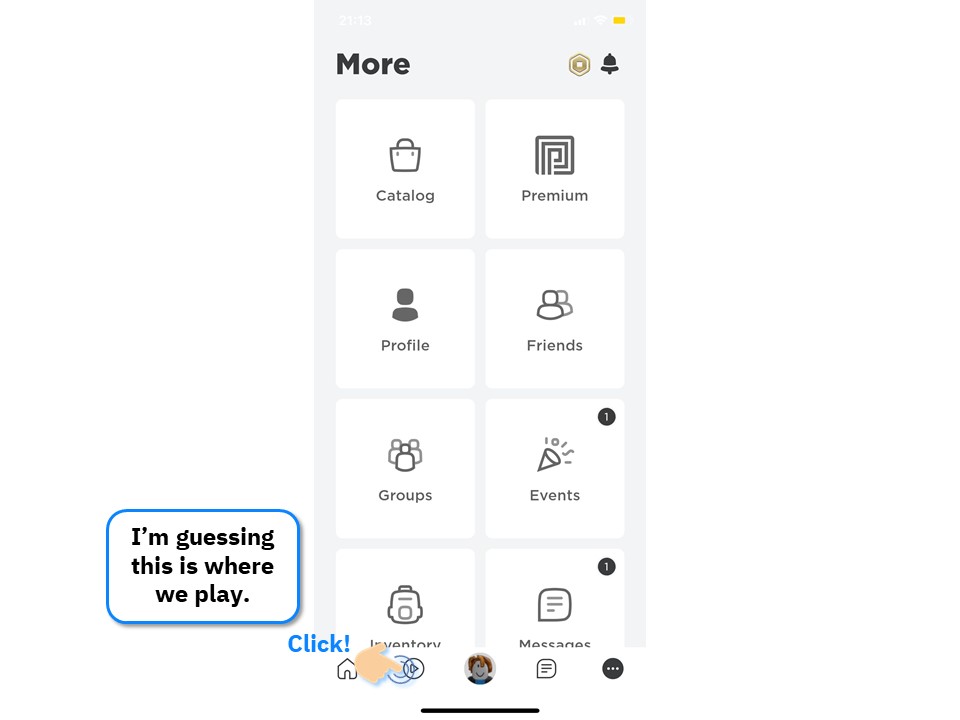 21:13
More
Catalog
Premium
Profile
Friends
1
Groups
Events
1
Inventory
Messages
I’m guessing
this is where
we play.
Click!